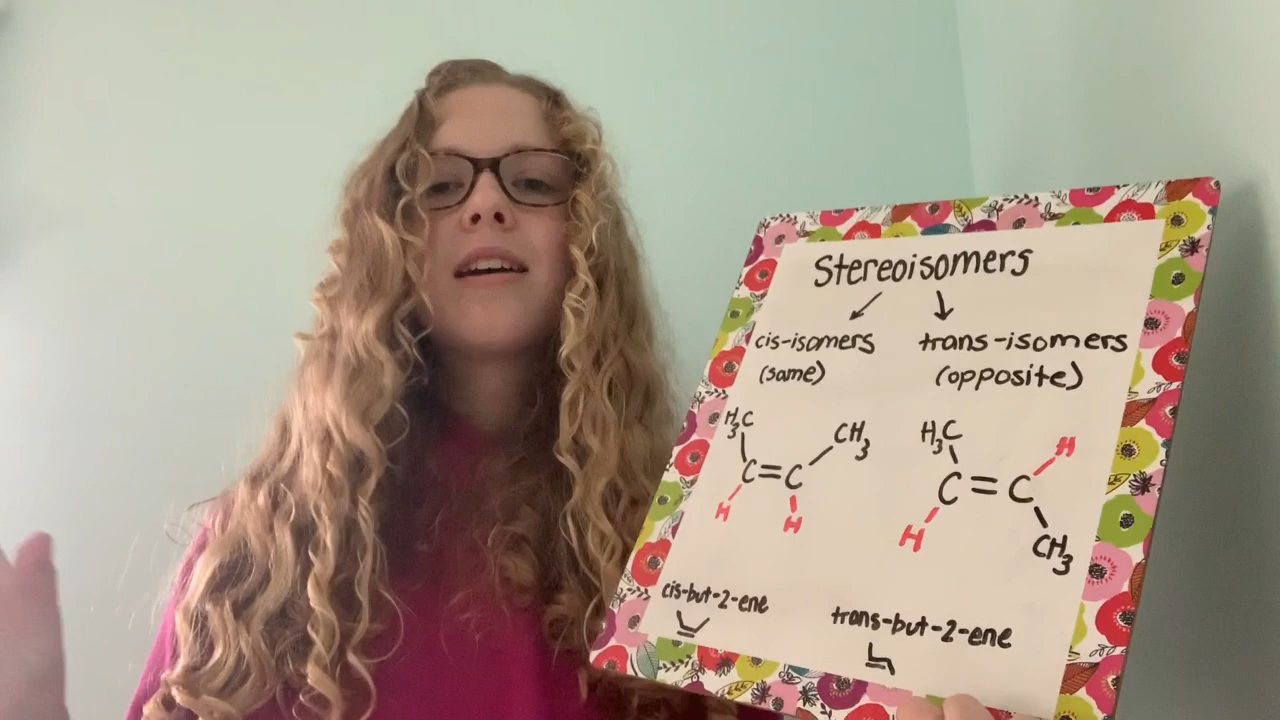 Stereoisomers
cis-isomers trans-isomers
(same) (opposite)
H₃C CH₃ H₃C H
C=C C=C
H H H CH₃
cis-but-2-ene trans-but-2-ene